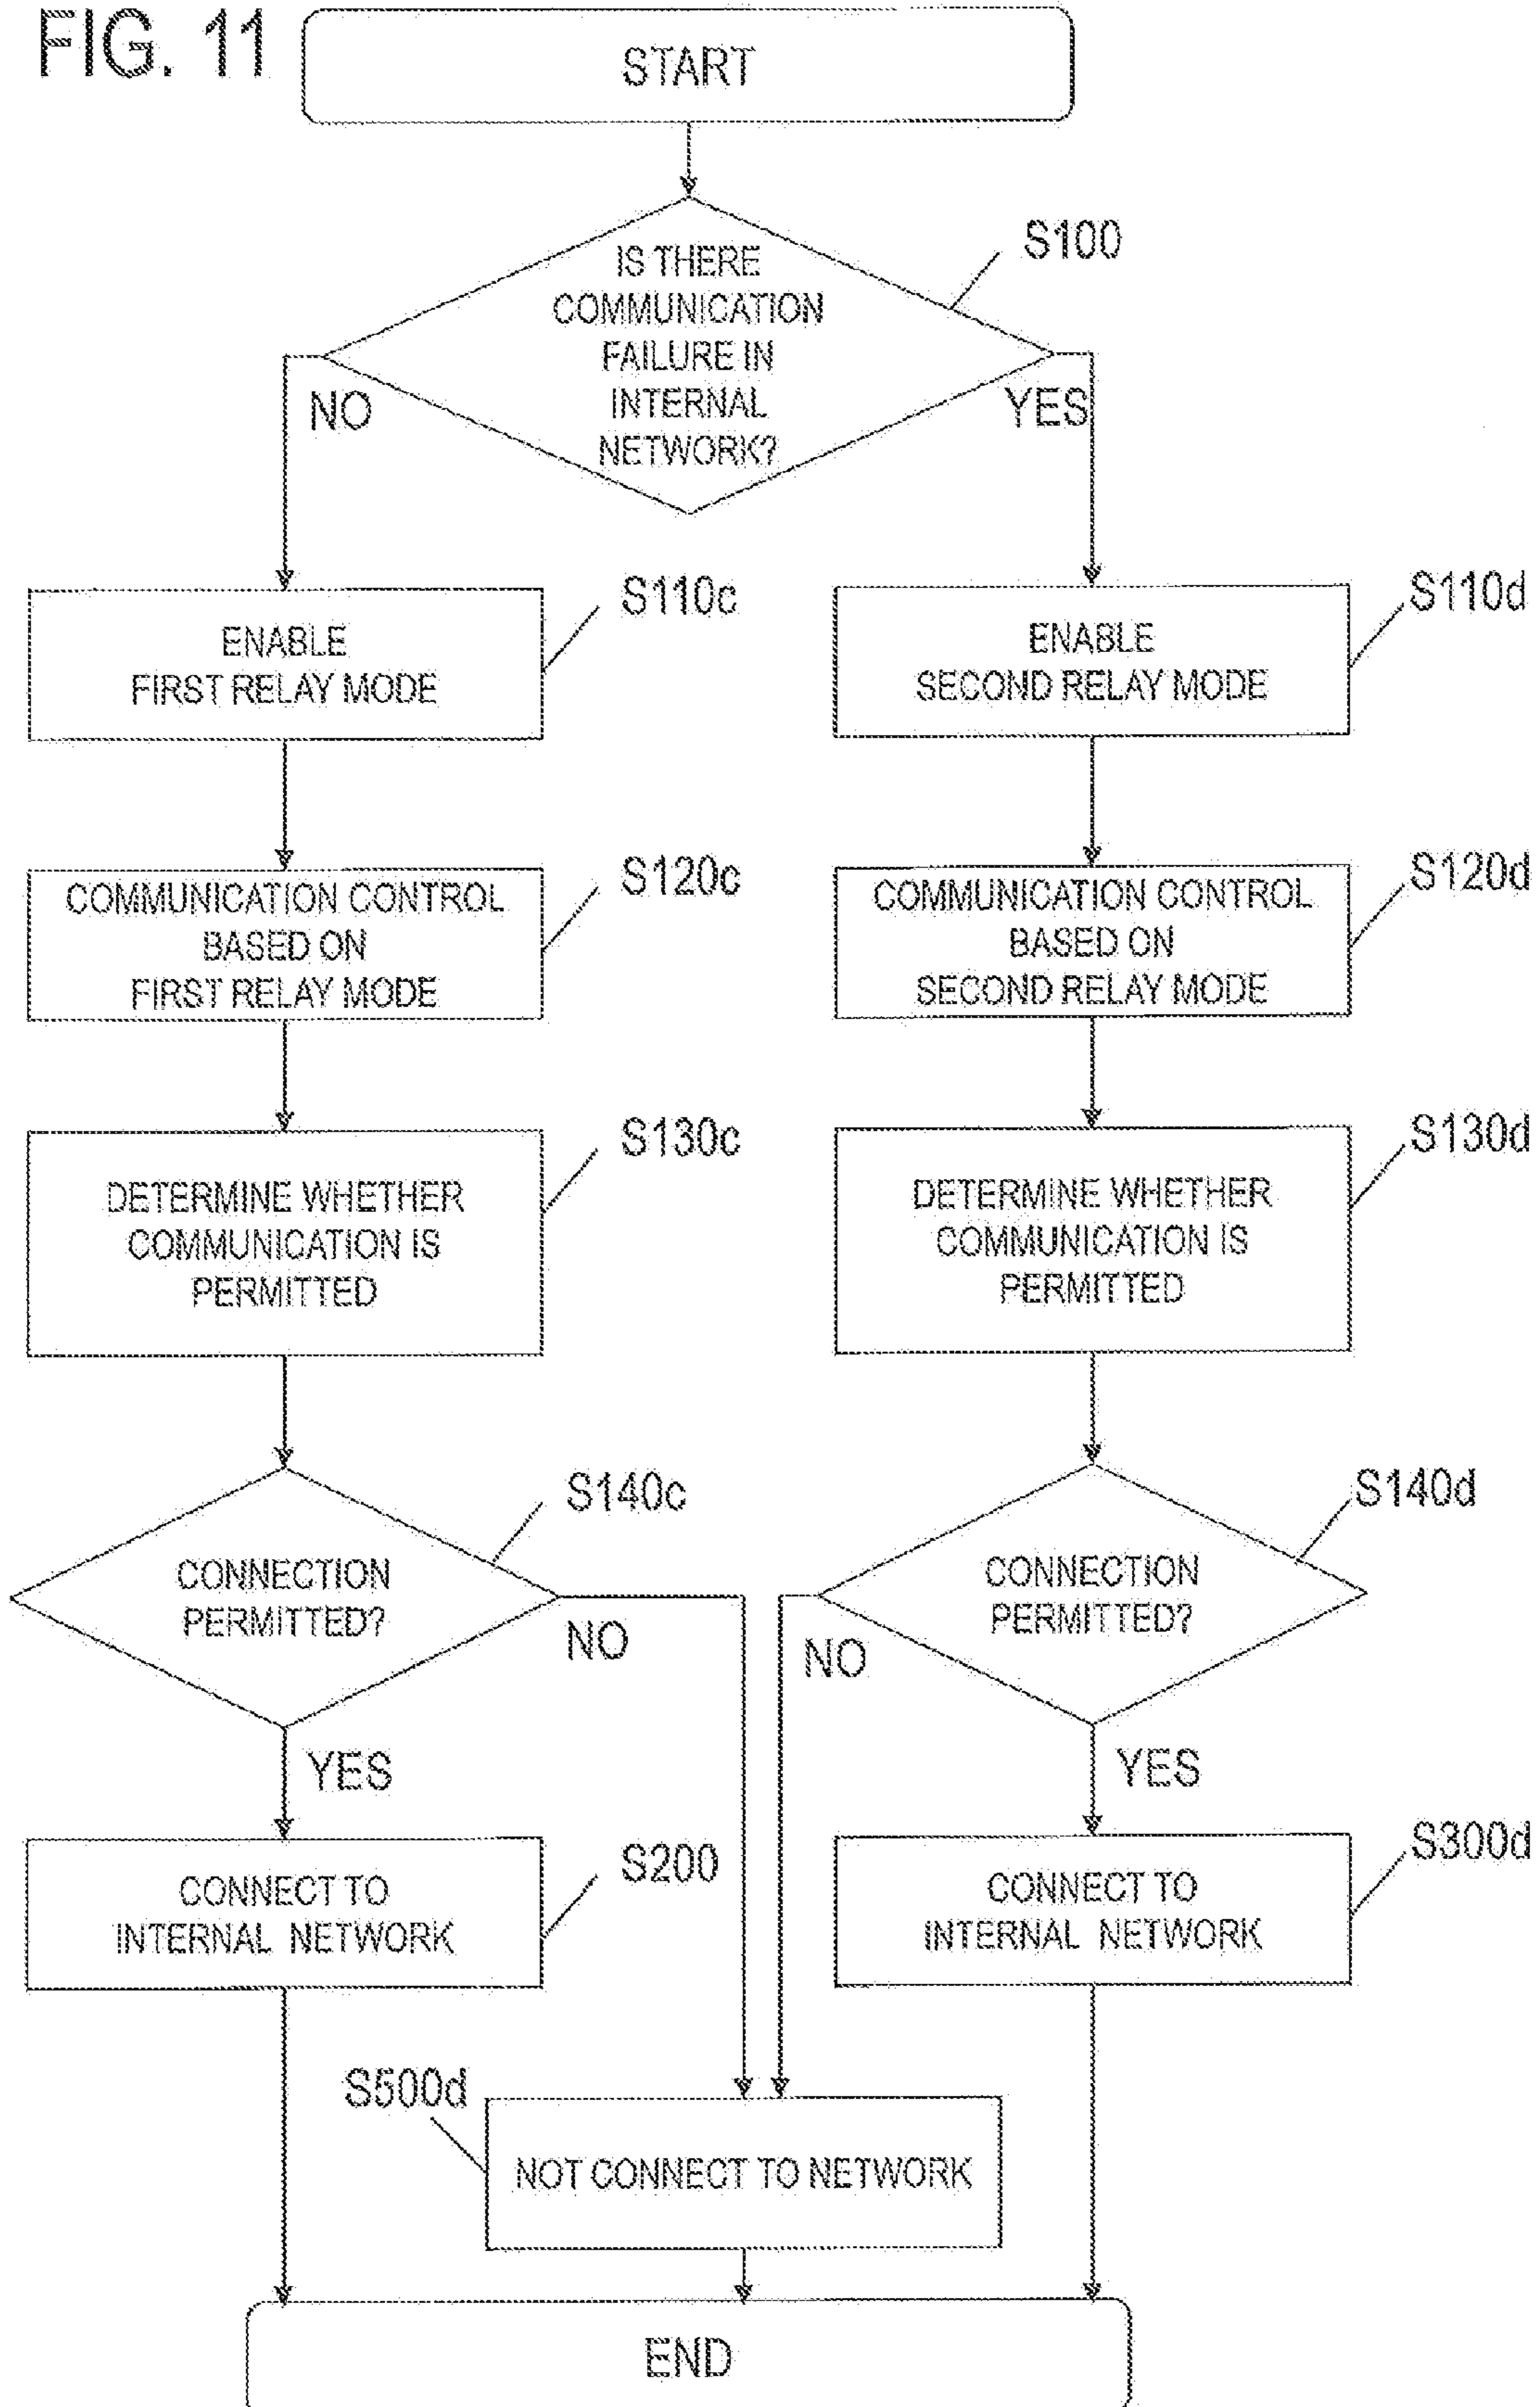 FIG. 11
START
S100
IS THERE
COMMUNICATION
FAILURE IN
INTERNAL
NETWORK?
NO
YES
S110c
ENABLE
FIRST RELAY MODE
S110d
ENABLE
SECOND RELAY MODE
S120c
COMMUNICATION CONTROL
BASED ON
FIRST RELAY MODE
S120d
COMMUNICATION CONTROL
BASED ON
SECOND RELAY MODE
S130c
DETERMINE WHETHER
COMMUNICATION IS
PERMITTED
S130d
DETERMINE WHETHER
COMMUNICATION IS
PERMITTED
S140c
CONNECTION
PERMITTED?
NO
YES
S140d
CONNECTION
PERMITTED?
NO
YES
S200
CONNECT TO
INTERNAL NETWORK
S300d
CONNECT TO
INTERNAL NETWORK
S500d
NOT CONNECT TO NETWORK
END